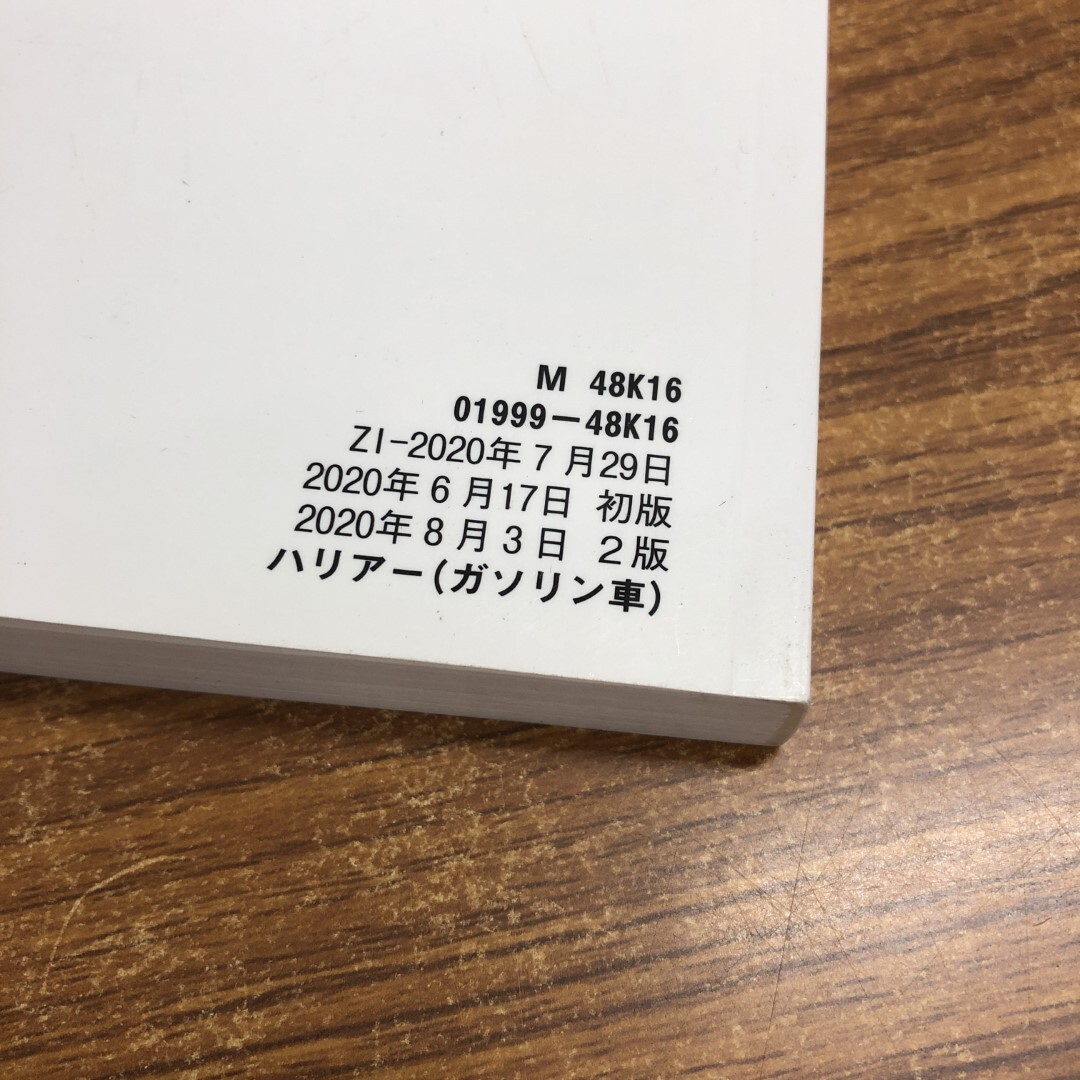 M 48K16
01999－48K16
ZI-2020年7月29日
2020年6月17日 初版
2020年8月3日 2版
ハリアー(ガソリン車)